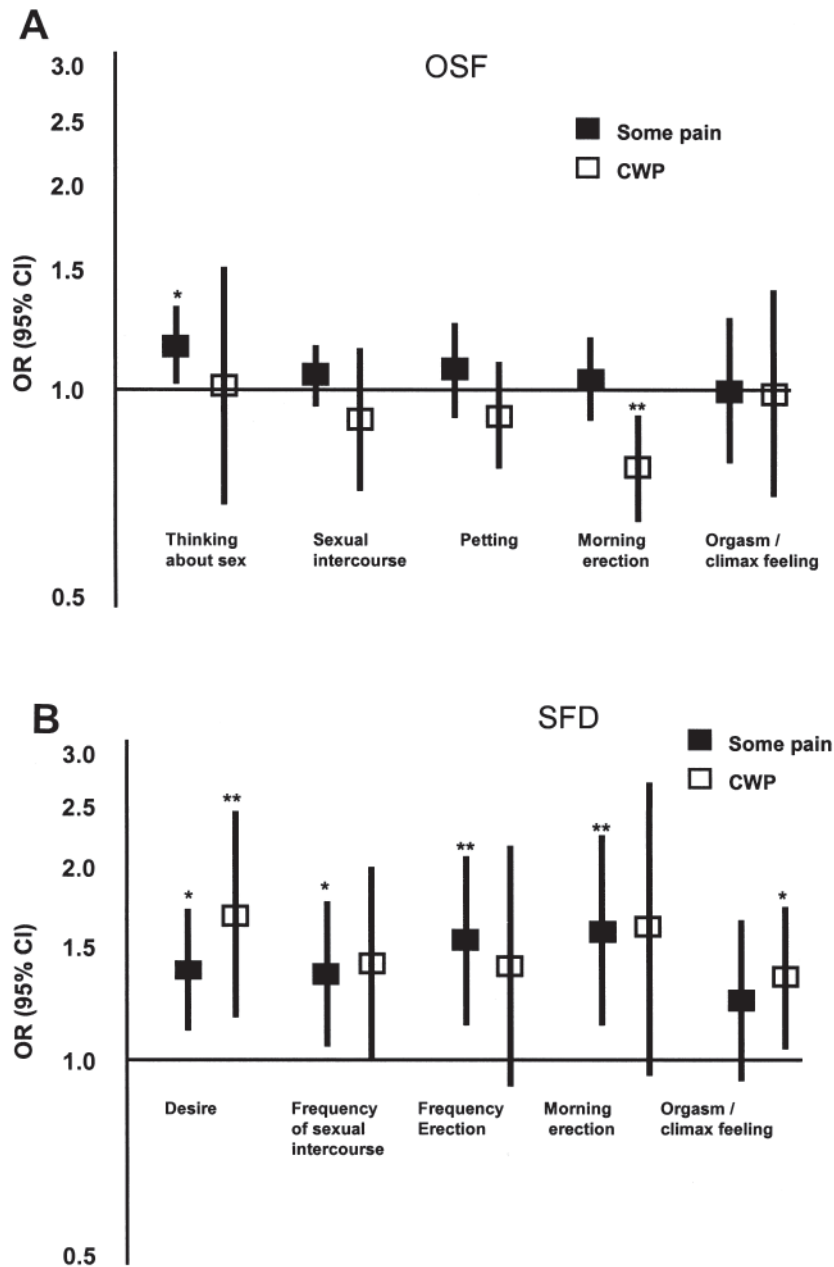 A
OSF
3.0
2.5
2.0
1.5
1.0
0.5
OR (95% CI)
Some pain
CWP
*
**
Thinking
about sex
Sexual
intercourse
Petting
Morning
erection
Orgasm /
climax feeling
B
SFD
3.0
2.5
2.0
1.5
1.0
0.5
OR (95% CI)
Some pain
CWP
*
**
*
**
**
*
Desire
Frequency
of sexual
intercourse
Frequency
Erection
Morning
erection
Orgasm /
climax feeling